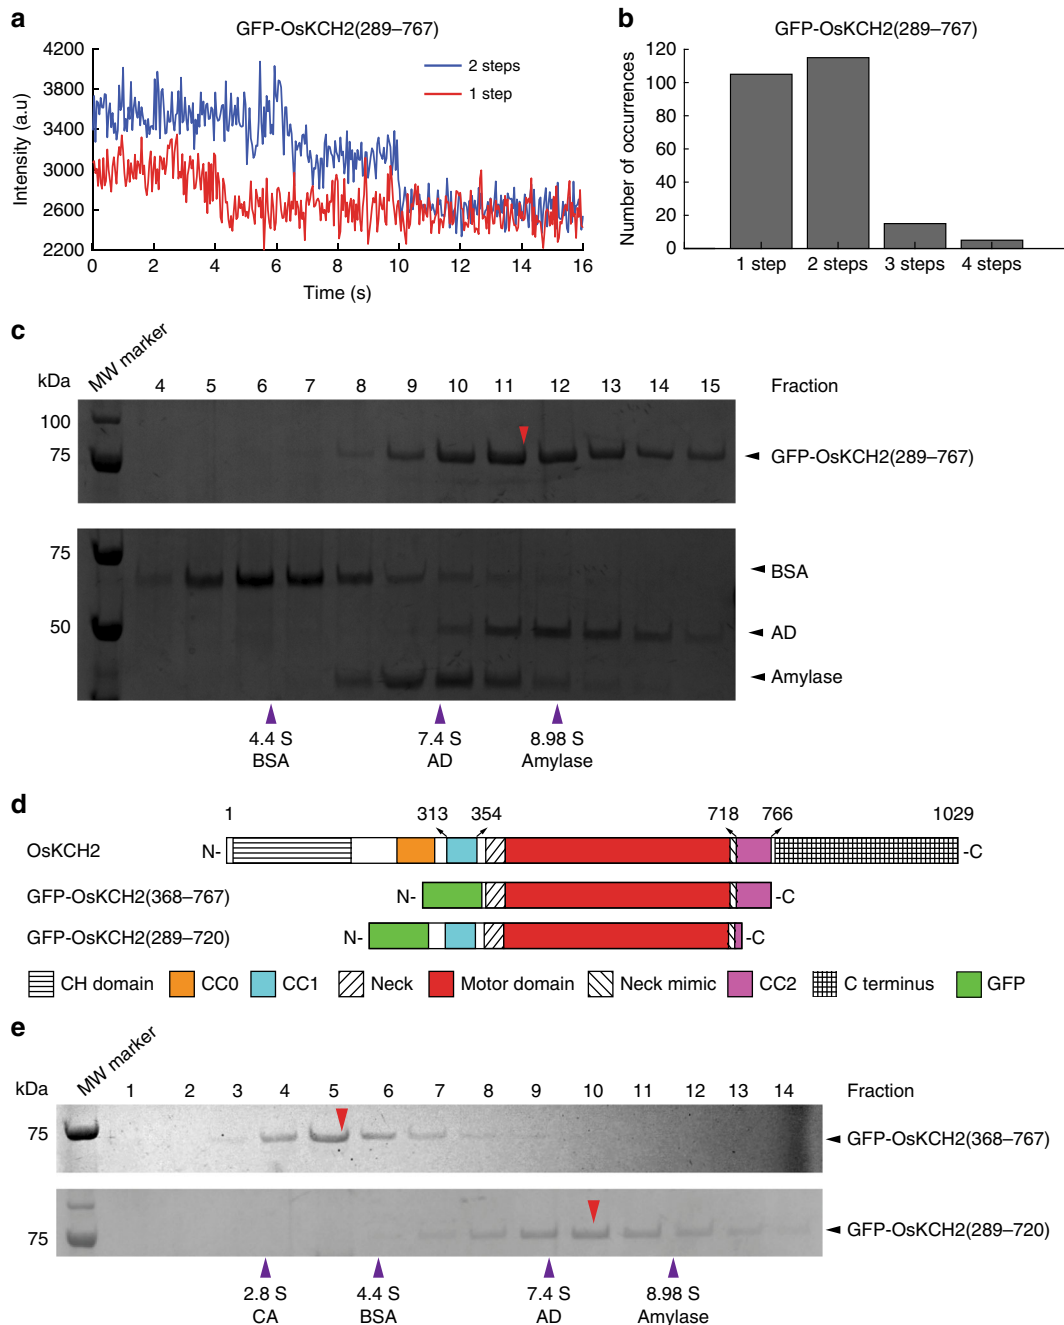 a
GFP-OsKCH2(289–767)
4200
3800
3400
3000
2600
2200
Intensity (a.u)
2 steps
1 step
0 2 4 6 8 10 12 14 16
Time (s)
b
GFP-OsKCH2(289–767)
120
100
80
60
40
20
0
Number of occurrences
1 step 2 steps 3 steps 4 steps
c
kDa MW marker 4 5 6 7 8 9 10 11 12 13 14 15 Fraction
100
75
GFP-OsKCH2(289–767)
75
BSA
50
AD
Amylase
4.4 S 7.4 S 8.98 S
BSA AD Amylase
d
1 313 354 718 766 1029
OsKCH2 N- -C
GFP-OsKCH2(368–767) N- -C
GFP-OsKCH2(289–720) N- -C
CH domain CC0 CC1 Neck Motor domain Neck mimic CC2 C terminus GFP
e
kDa MW marker 1 2 3 4 5 6 7 8 9 10 11 12 13 14 Fraction
75 GFP-OsKCH2(368–767)
75 GFP-OsKCH2(289–720)
2.8 S 4.4 S 7.4 S 8.98 S
CA BSA AD Amylase